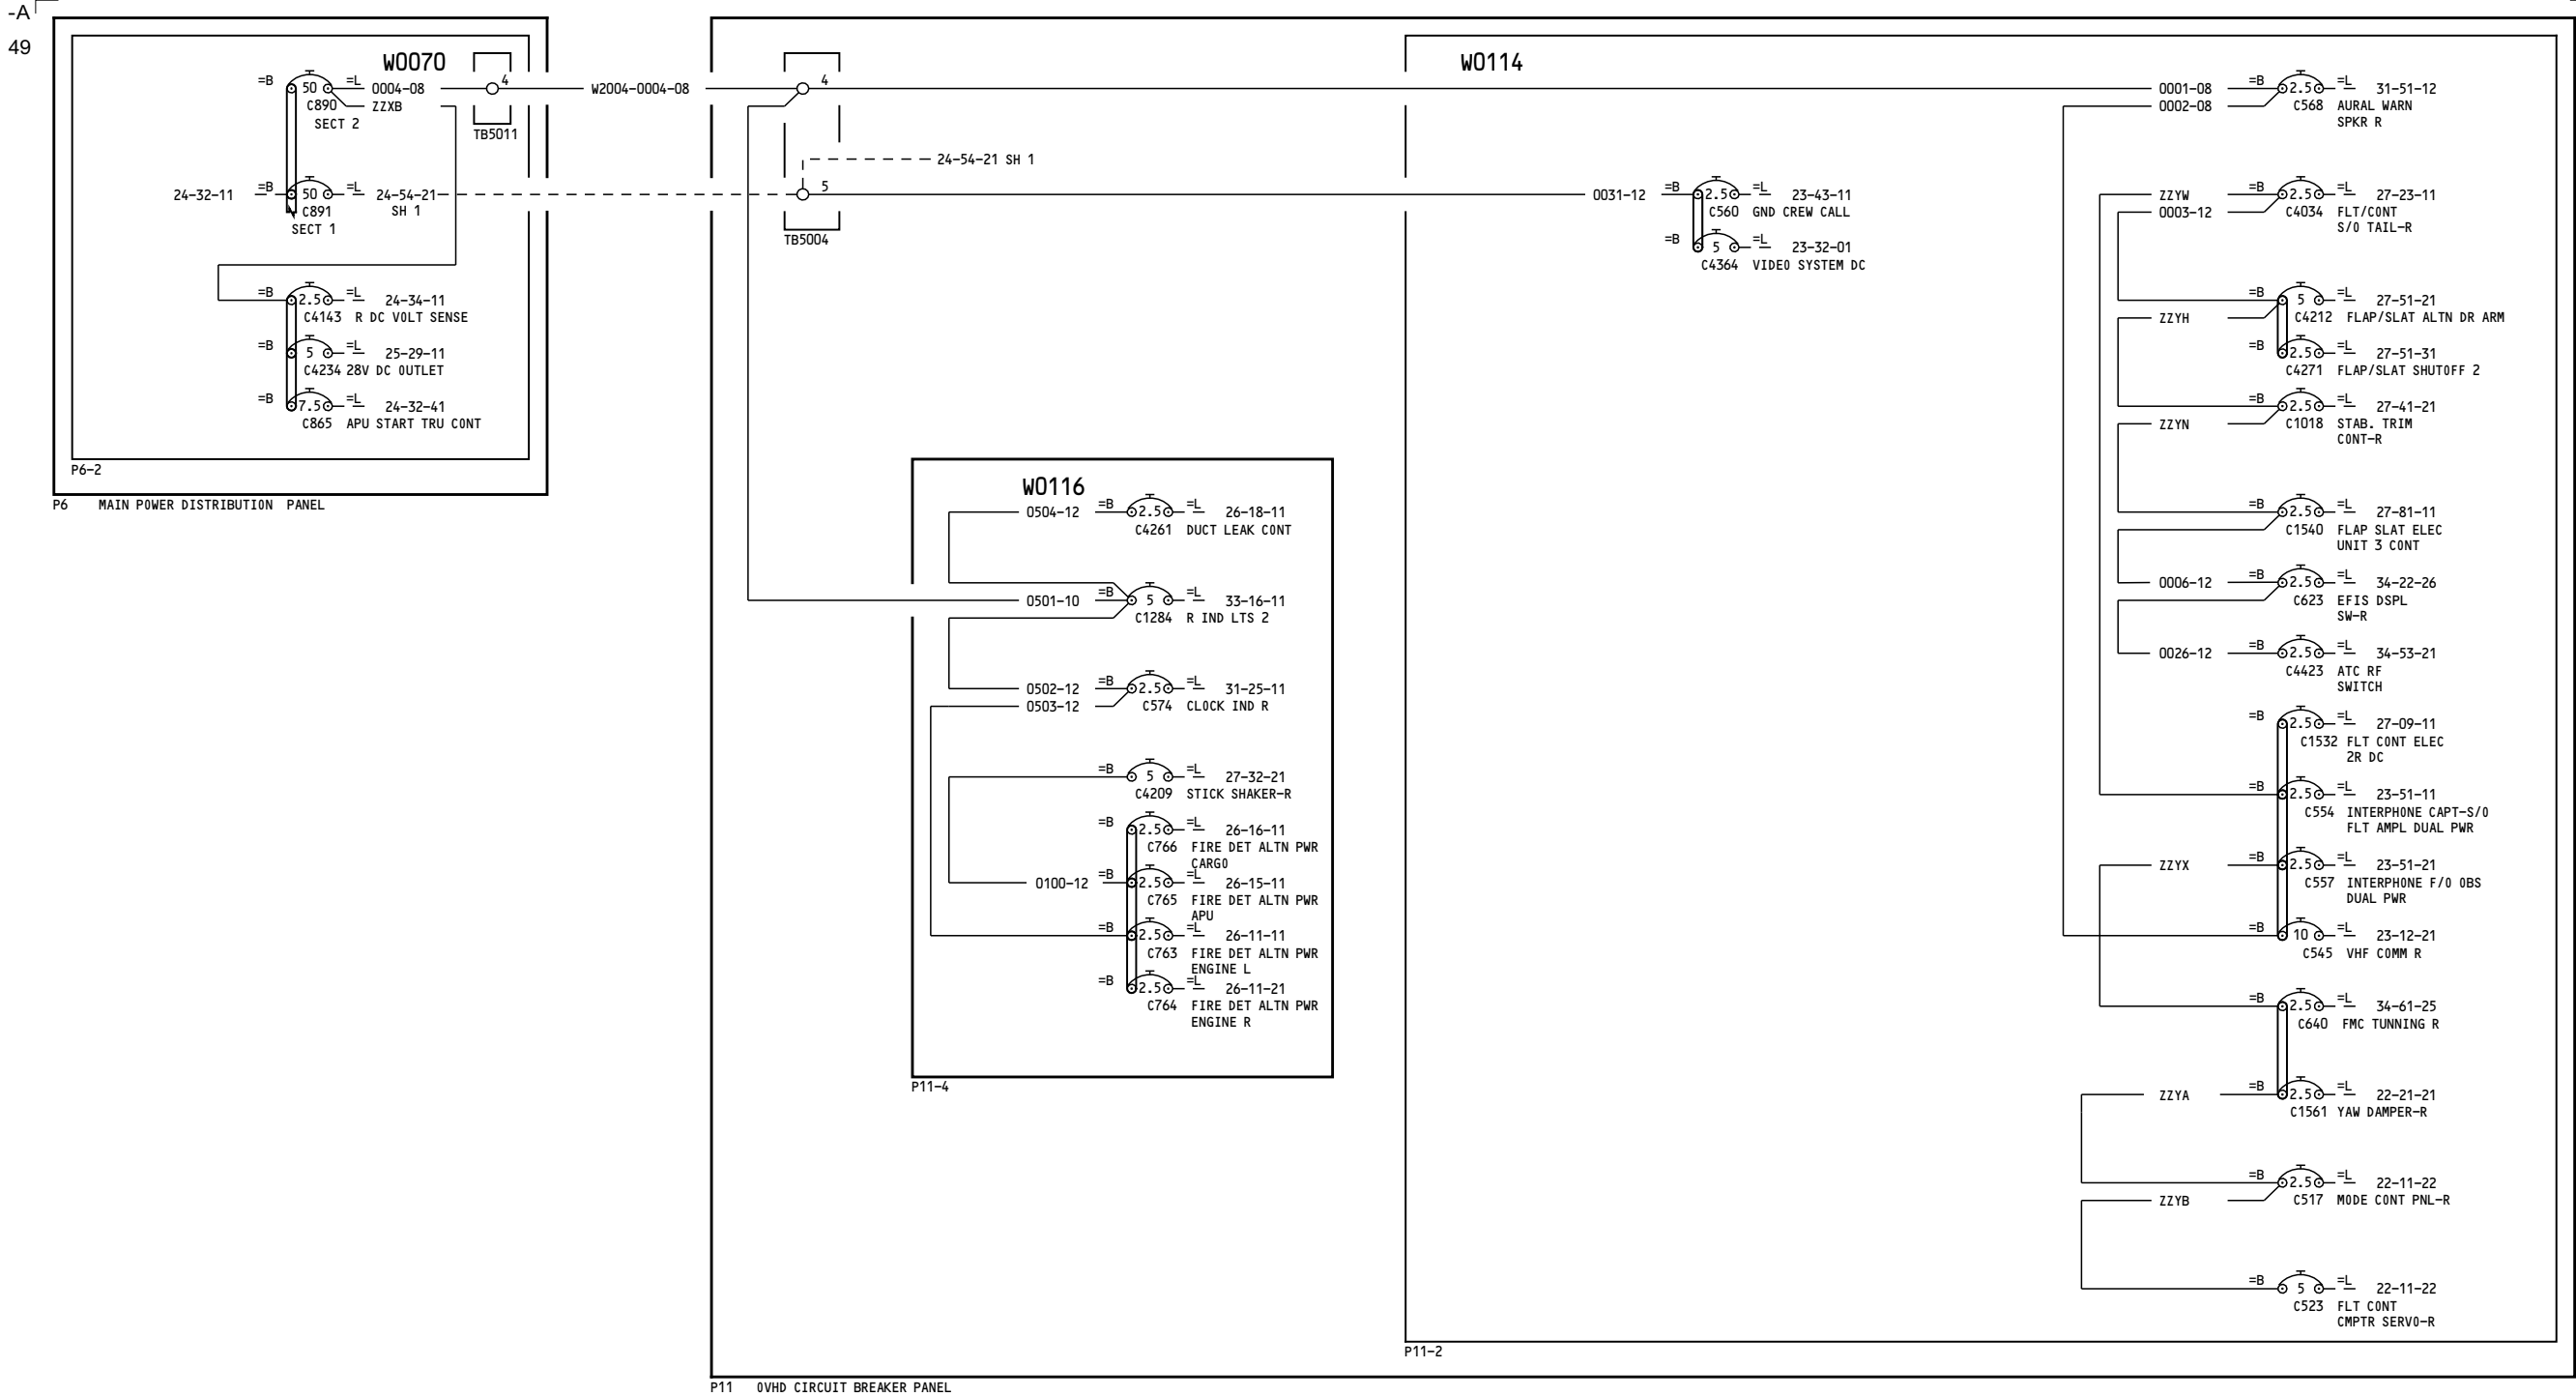 -A
49
W0070
=B 50 =L 0004-08
C890 ZZXB
SECT 2
4
TB5011
W2004-0004-08
24-32-11 =B 50 =L 24-54-21
C891 SH 1
SECT 1
=B 2.5 =L 24-34-11
C4143 R DC VOLT SENSE
=B 5 =L 25-29-11
C4234 28V DC OUTLET
=B 7.5 =L 24-32-41
C865 APU START TRU CONT
P6-2
P6 MAIN POWER DISTRIBUTION PANEL
4
24-54-21 SH 1
5
TB5004
W0116
0504-12 =B 2.5 =L 26-18-11
C4261 DUCT LEAK CONT
0501-10 =B 5 =L 33-16-11
C1284 R IND LTS 2
0502-12 =B 2.5 =L 31-25-11
0503-12 C574 CLOCK IND R
=B 5 =L 27-32-21
C4209 STICK SHAKER-R
=B 2.5 =L 26-16-11
C766 FIRE DET ALTN PWR
CARGO
0100-12 =B 2.5 =L 26-15-11
C765 FIRE DET ALTN PWR
APU
=B 2.5 =L 26-11-11
C763 FIRE DET ALTN PWR
ENGINE L
=B 2.5 =L 26-11-21
C764 FIRE DET ALTN PWR
ENGINE R
P11-4
W0114
0031-12 =B 2.5 =L 23-43-11
C560 GND CREW CALL
=B 5 =L 23-32-01
C4364 VIDEO SYSTEM DC
0001-08 =B 2.5 =L 31-51-12
0002-08 C568 AURAL WARN
SPKR R
ZZYW =B 2.5 =L 27-23-11
0003-12 C4034 FLT/CONT
S/O TAIL-R
=B 5 =L 27-51-21
ZZYH C4212 FLAP/SLAT ALTN DR ARM
=B 2.5 =L 27-51-31
C4271 FLAP/SLAT SHUTOFF 2
=B 2.5 =L 27-41-21
ZZYN C1018 STAB. TRIM
CONT-R
=B 2.5 =L 27-81-11
C1540 FLAP SLAT ELEC
UNIT 3 CONT
0006-12 =B 2.5 =L 34-22-26
C623 EFIS DSPL
SW-R
0026-12 =B 2.5 =L 34-53-21
C4423 ATC RF
SWITCH
=B 2.5 =L 27-09-11
C1532 FLT CONT ELEC
2R DC
=B 2.5 =L 23-51-11
C554 INTERPHONE CAPT-S/O
FLT AMPL DUAL PWR
ZZYX =B 2.5 =L 23-51-21
C557 INTERPHONE F/O OBS
DUAL PWR
=B 10 =L 23-12-21
C545 VHF COMM R
=B 2.5 =L 34-61-25
C640 FMC TUNNING R
ZZYA =B 2.5 =L 22-21-21
C1561 YAW DAMPER-R
=B 2.5 =L 22-11-22
ZZYB C517 MODE CONT PNL-R
=B 5 =L 22-11-22
C523 FLT CONT
CMPTR SERVO-R
P11-2
P11 OVHD CIRCUIT BREAKER PANEL